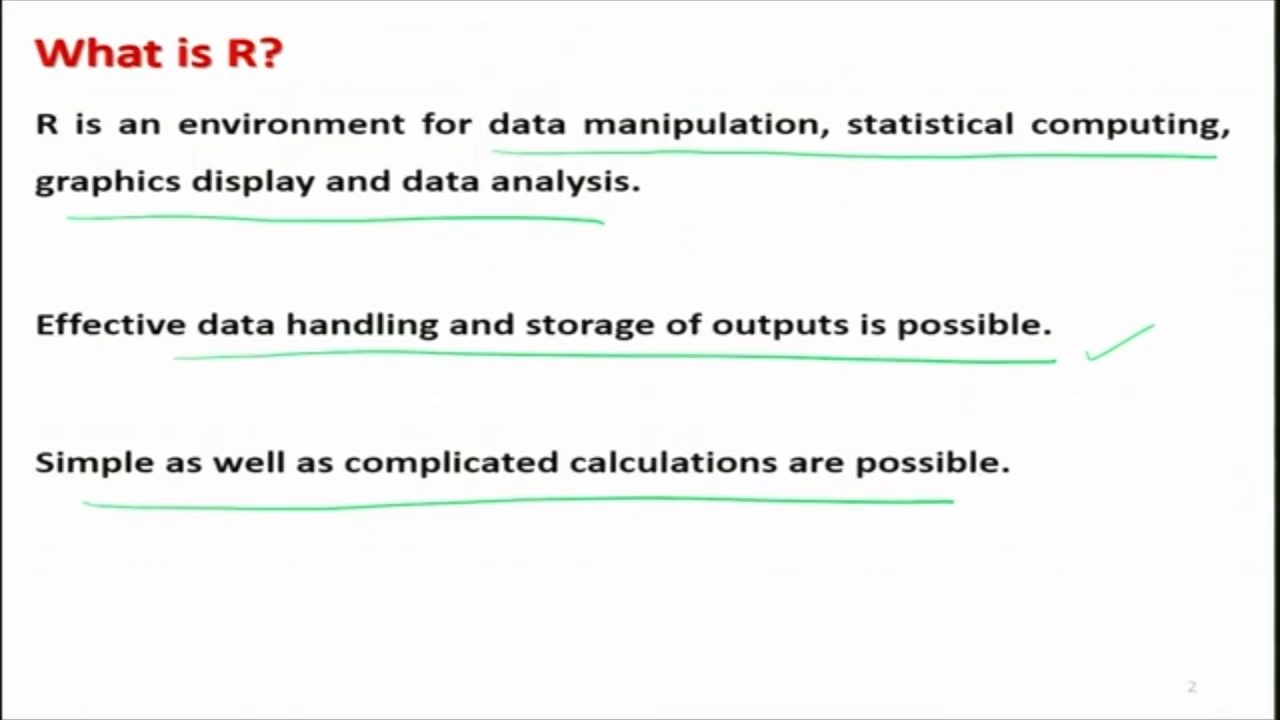 What is R?
R is an environment for data manipulation, statistical computing,
graphics display and data analysis.
Effective data handling and storage of outputs is possible.
Simple as well as complicated calculations are possible.
2